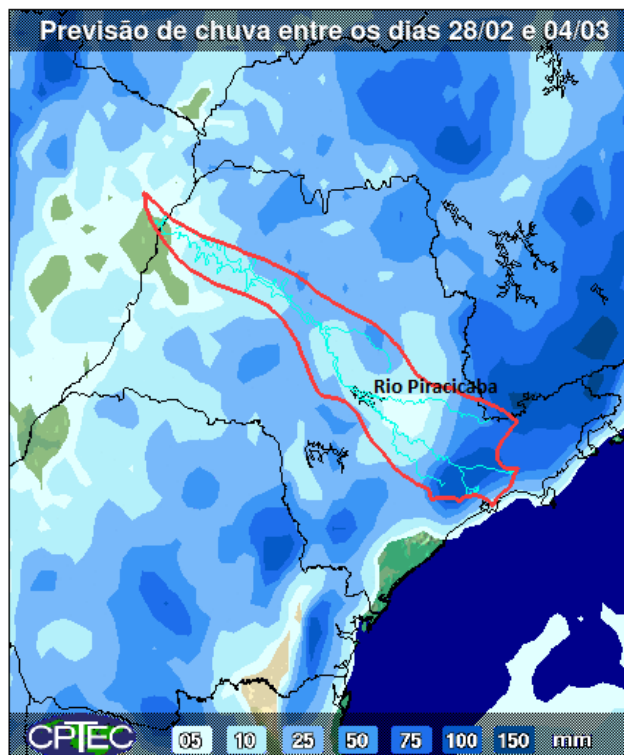 Previsão de chuva entre os dias 28/02 e 04/03
Rio Piracicaba
CPTEC 05 10 25 50 75 100 150 mm